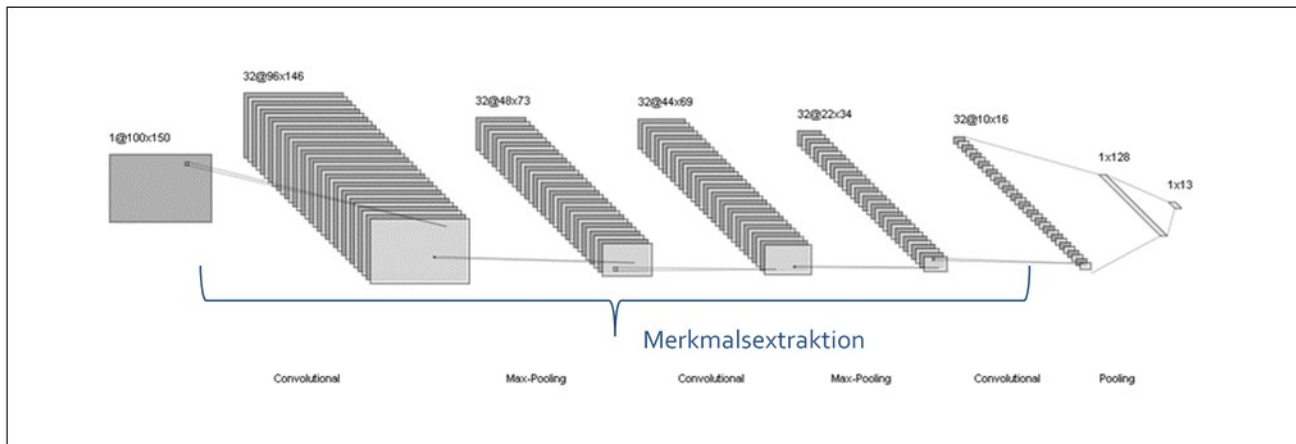 32@96x146
32@48x73
32@44x69
32@22x34
32@10x16
1@100x150
1x128
1x13
Merkmalsextraktion
Convolutional
Max-Pooling
Convolutional
Max-Pooling
Convolutional
Pooling